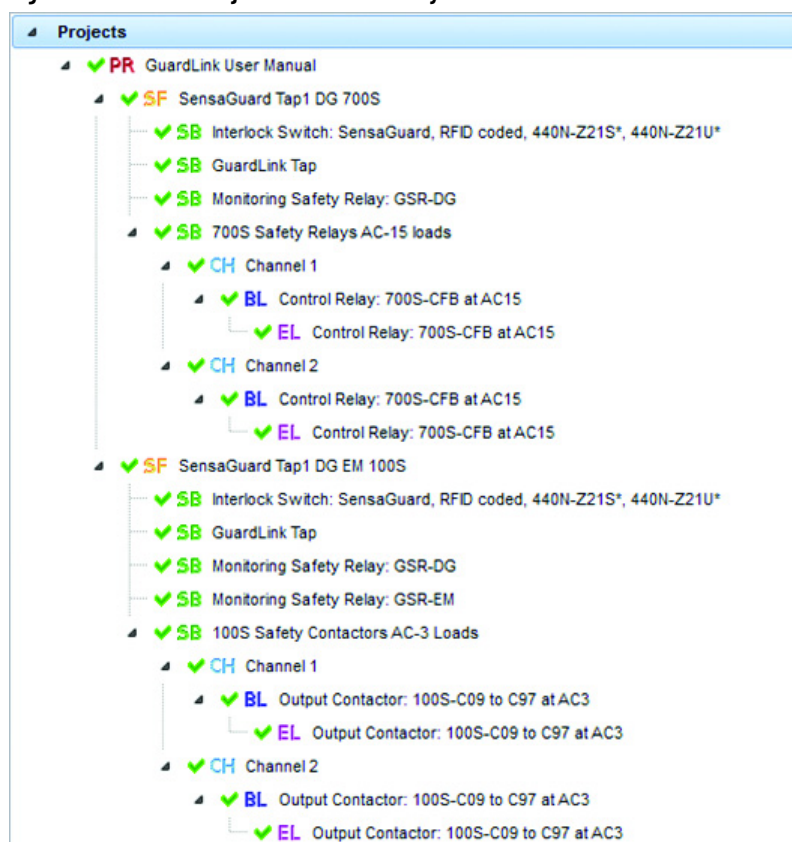 Projects
PR GuardLink User Manual
SF SensaGuard Tap1 DG 700S
SB Interlock Switch: SensaGuard, RFID coded, 440N-Z21S*, 440N-Z21U*
SB GuardLink Tap
SB Monitoring Safety Relay: GSR-DG
SB 700S Safety Relays AC-15 loads
CH Channel 1
BL Control Relay: 700S-CFB at AC15
EL Control Relay: 700S-CFB at AC15
CH Channel 2
BL Control Relay: 700S-CFB at AC15
EL Control Relay: 700S-CFB at AC15
SF SensaGuard Tap1 DG EM 100S
SB Interlock Switch: SensaGuard, RFID coded, 440N-Z21S*, 440N-Z21U*
SB GuardLink Tap
SB Monitoring Safety Relay: GSR-DG
SB Monitoring Safety Relay: GSR-EM
SB 100S Safety Contactors AC-3 Loads
CH Channel 1
BL Output Contactor: 100S-C09 to C97 at AC3
EL Output Contactor: 100S-C09 to C97 at AC3
CH Channel 2
BL Output Contactor: 100S-C09 to C97 at AC3
EL Output Contactor: 100S-C09 to C97 at AC3